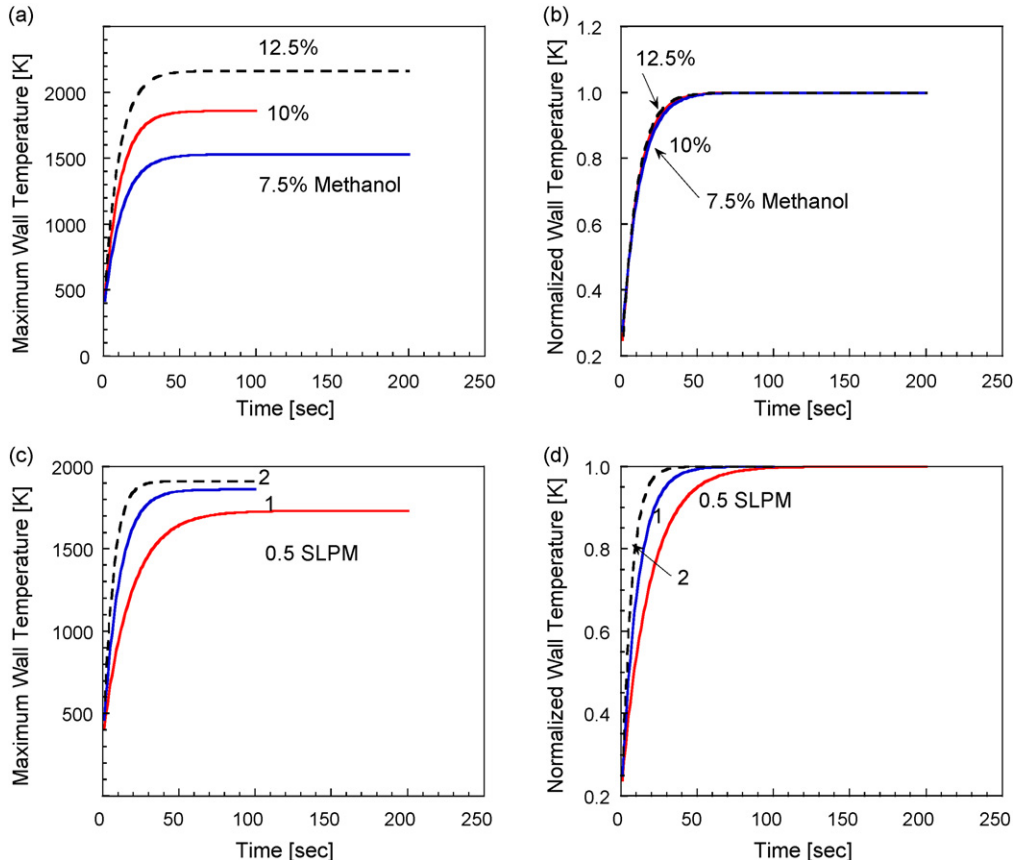 (a)
Maximum Wall Temperature [K]
2000
1500
1000
500
0
12.5%
10%
7.5% Methanol
0 50 100 150 200 250
Time [sec]
(b)
Normalized Wall Temperature [K]
1.2
1.0
0.8
0.6
0.4
0.2
12.5%
10%
7.5% Methanol
0 50 100 150 200 250
Time [sec]
(c)
Maximum Wall Temperature [K]
2000
1500
1000
500
2
1
0.5 SLPM
0 50 100 150 200 250
Time [sec]
(d)
Normalized Wall Temperature [K]
1.0
0.8
0.6
0.4
0.2
0.5 SLPM
1
2
0 50 100 150 200 250
Time [sec]